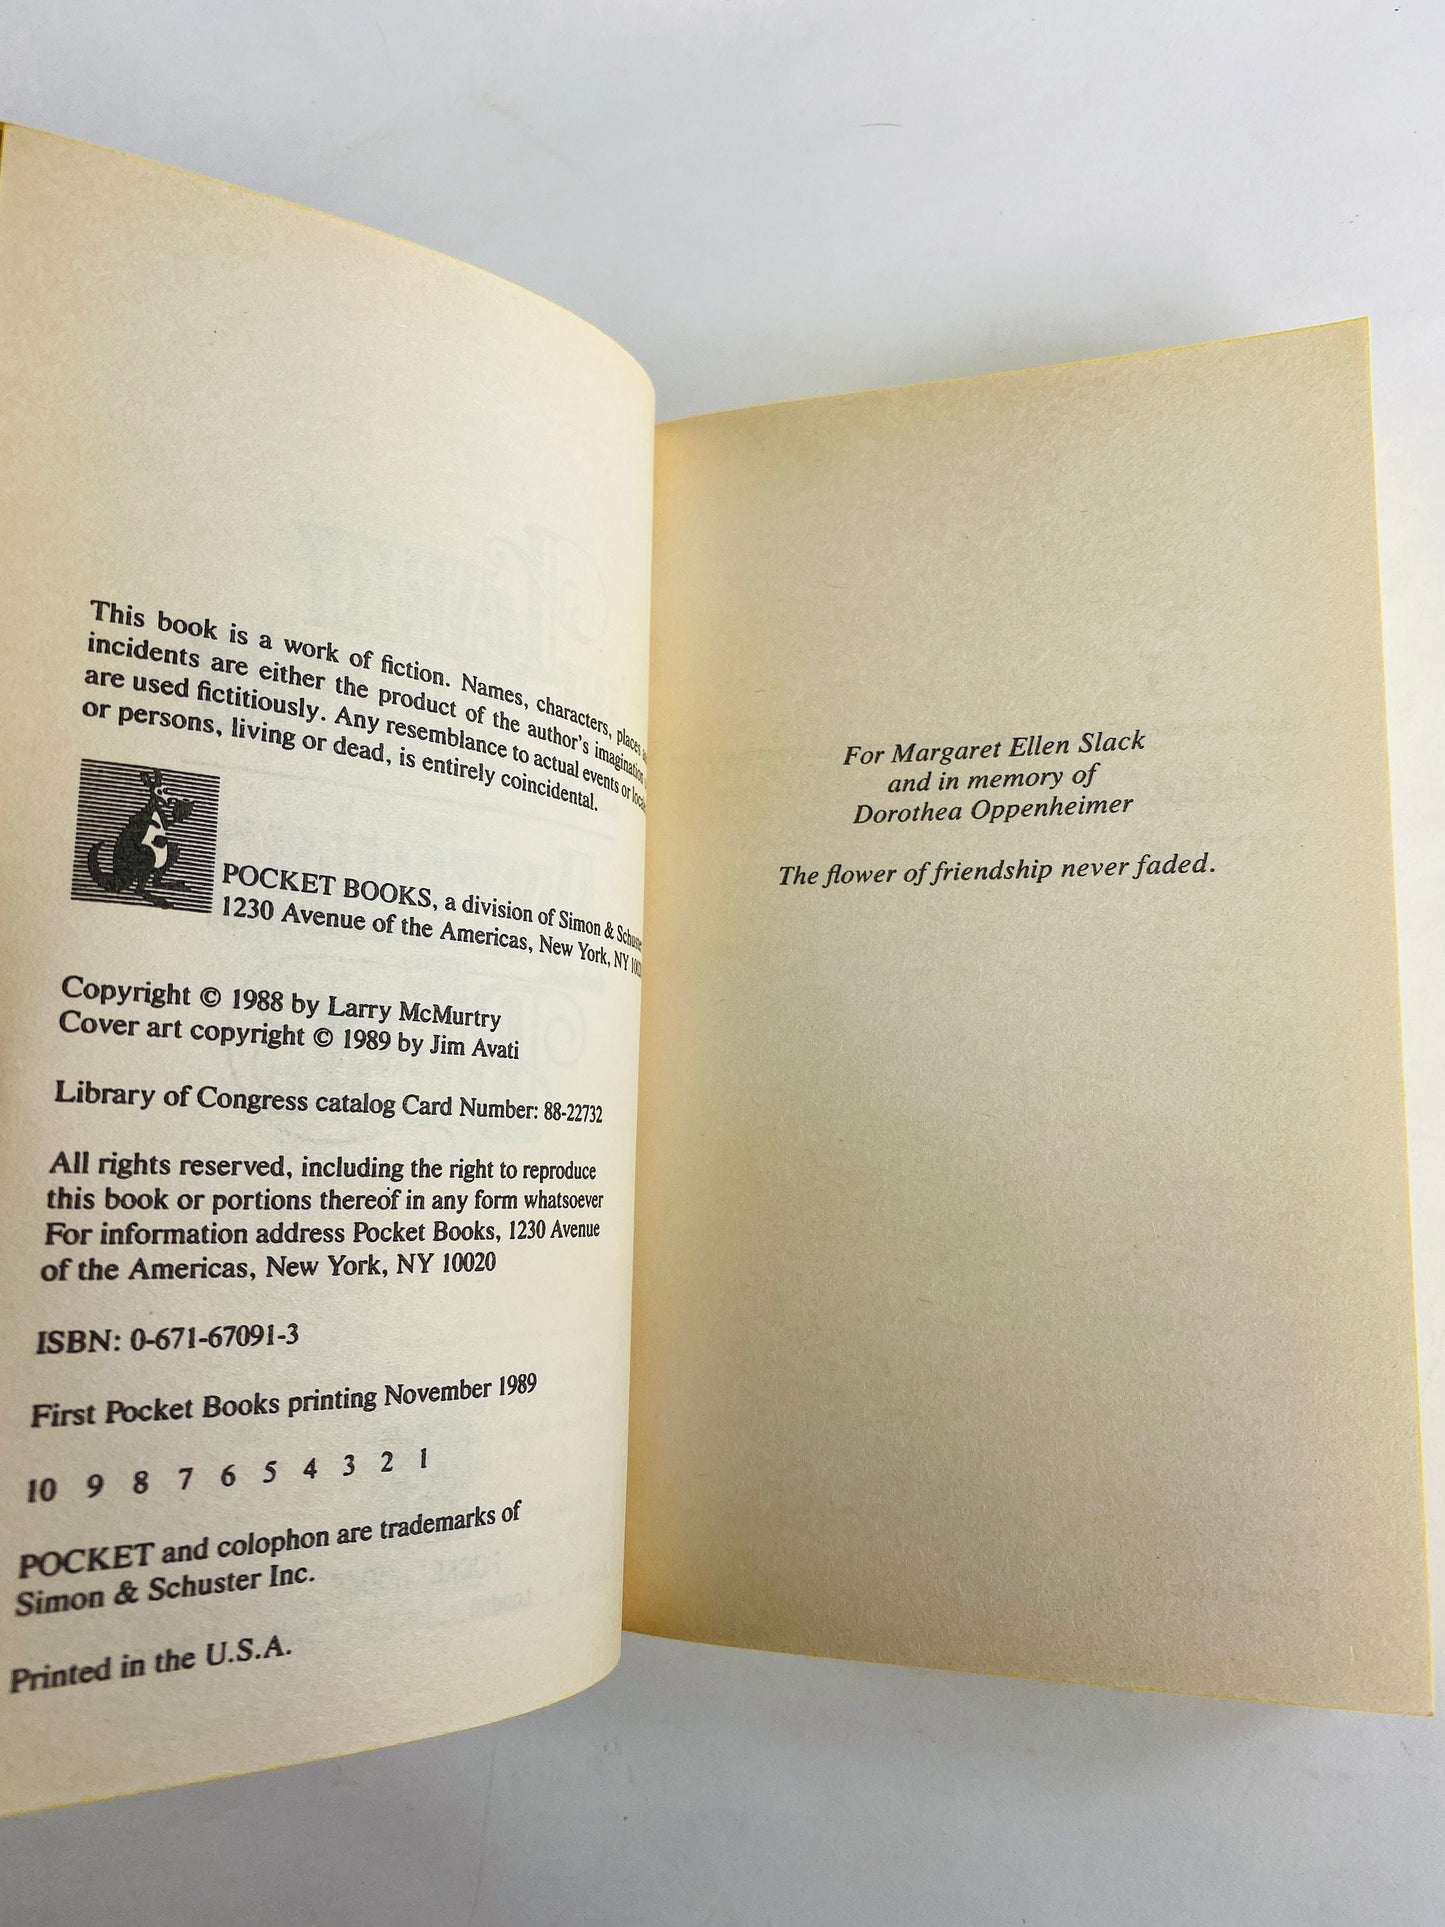 This book is a work of fiction. Names, characters, places
incidents are either the product of the author's imagination
are used fictitiously. Any resemblance to actual events or
or persons, living or dead, is entirely coincidental.
POCKET BOOKS, a division of Simon &
1230 Avenue of the Americas, New York, NY
Copyright © 1988 by Larry McMurtry
Cover art copyright © 1989 by Jim Avati
Library of Congress catalog Card Number: 88-22732
All rights reserved, including the right to reproduce
this book or portions thereof in any form whatsoever
For information address Pocket Books, 1230 Avenue
of the Americas, New York, NY 10020
ISBN: 0-671-67091-3
First Pocket Books printing November 1989
10 9 8 7 6 5 4 3 2 1
POCKET and colophon are trademarks of
Simon & Schuster Inc.
Printed in the U.S.A.
For Margaret Ellen Slack
and in memory of
Dorothea Oppenheimer
The flower of friendship never faded.